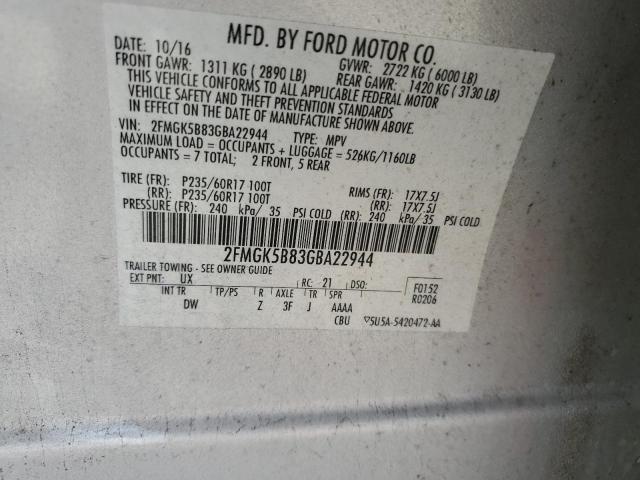 MFD. BY FORD MOTOR CO.
DATE: 10/16 GVWR: 2722 KG ( 6000 LB)
FRONT GAWR: 1311 KG ( 2890 LB) REAR GAWR: 1420 KG ( 3130 LB)
THIS VEHICLE CONFORMS TO ALL APPLICABLE FEDERAL MOTOR
VEHICLE SAFETY AND THEFT PREVENTION STANDARDS
IN EFFECT ON THE DATE OF MANUFACTURE SHOWN ABOVE.
VIN: 2FMGK5B83GBA22944 TYPE: MPV
MAXIMUM LOAD = OCCUPANTS + LUGGAGE = 526KG/1160LB
OCCUPANTS = 7 TOTAL; 2 FRONT, 5 REAR
TIRE (FR): P235/60R17 100T RIMS (FR): 17X7.5J
(RR): P235/60R17 100T (RR): 17X7.5J
PRESSURE (FR): 240 kPa/ 35 PSI COLD (RR): 240 kPa/ 35 PSI COLD
2FMGK5B83GBA22944
TRAILER TOWING - SEE OWNER GUIDE
EXT PNT: UX RC: 21 DSO: F0152
R0206
INT TR TP/PS R AXLE TR SPR
DW Z 3F J AAAA
CBU ▽5U5A-5420472-AA